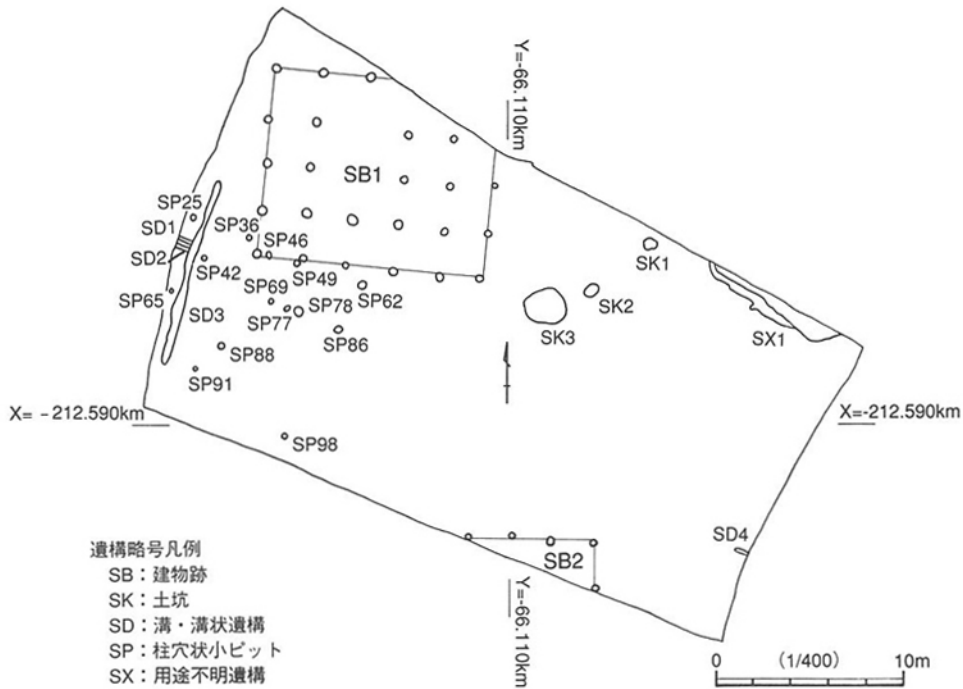 Y=-66.110km
SB1
SP25
SD1
SP36
SP46
SD2
SP42
SP49
SK1
SP69
SP62
SP65
SD3
SP78
SK2
SP77
SK3
SX1
SP86
SP88
SP91
X= -212.590km
X=-212.590km
SP98
SD4
SB2
Y=-66.110km
遺構略号凡例
SB：建物跡
SK：土坑
SD：溝・溝状遺構
SP：柱穴状小ピット
SX：用途不明遺構
0 (1/400) 10m